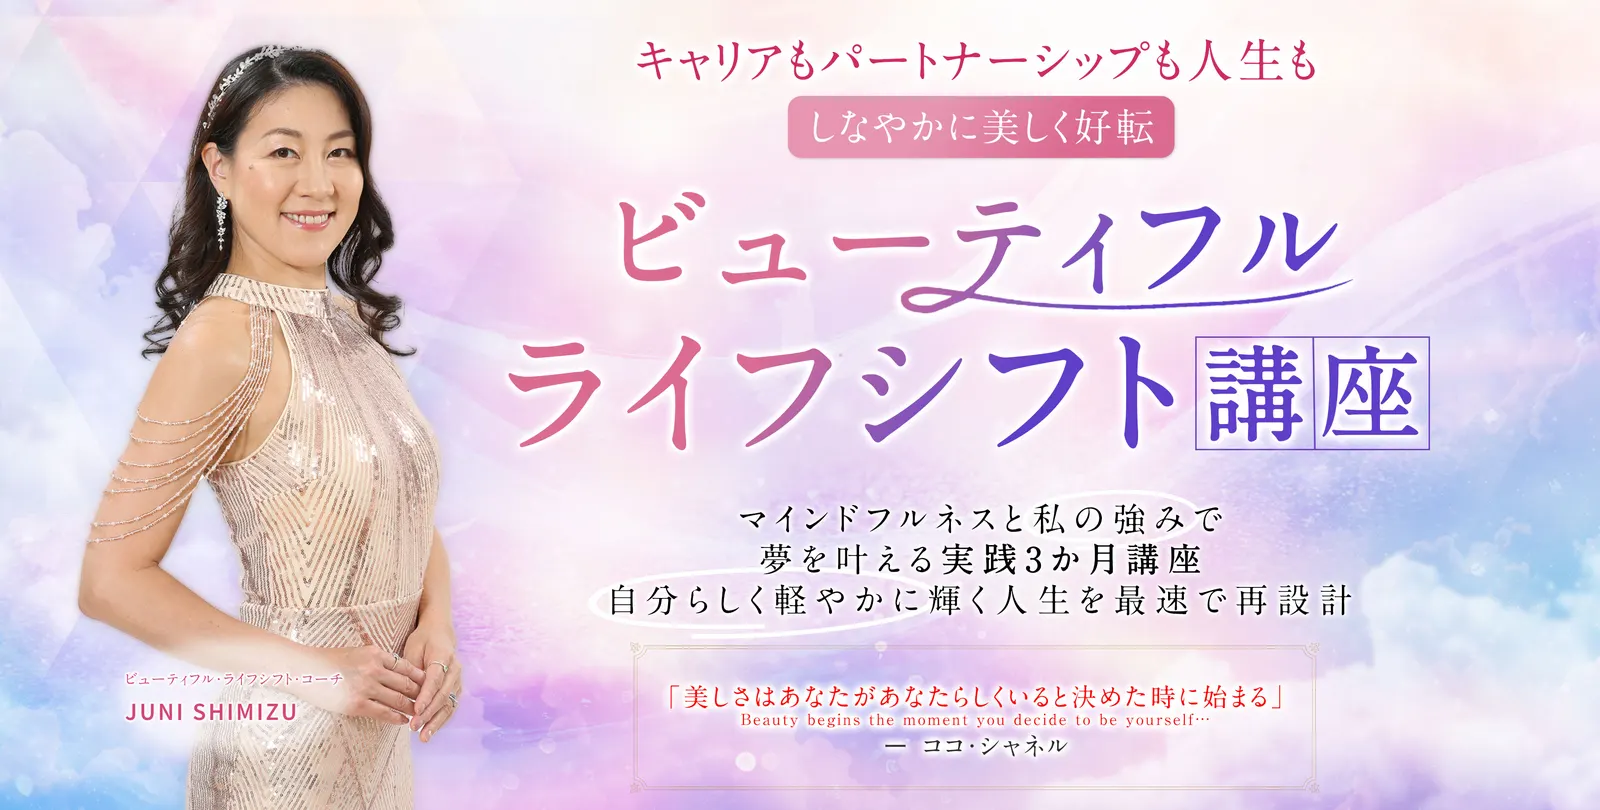 キャリアもパートナーシップも人生も
しなやかに美しく好転
ビューティフル
ライフシフト講座
マインドフルネスと私の強みで
夢を叶える実践3か月講座
自分らしく軽やかに輝く人生を最速で再設計
「美しさはあなたがあなたらしくいると決めた時に始まる」
Beauty begins the moment you decide to be yourself…
— ココ・シャネル
ビューティフル・ライフシフト・コーチ
JUNI SHIMIZU